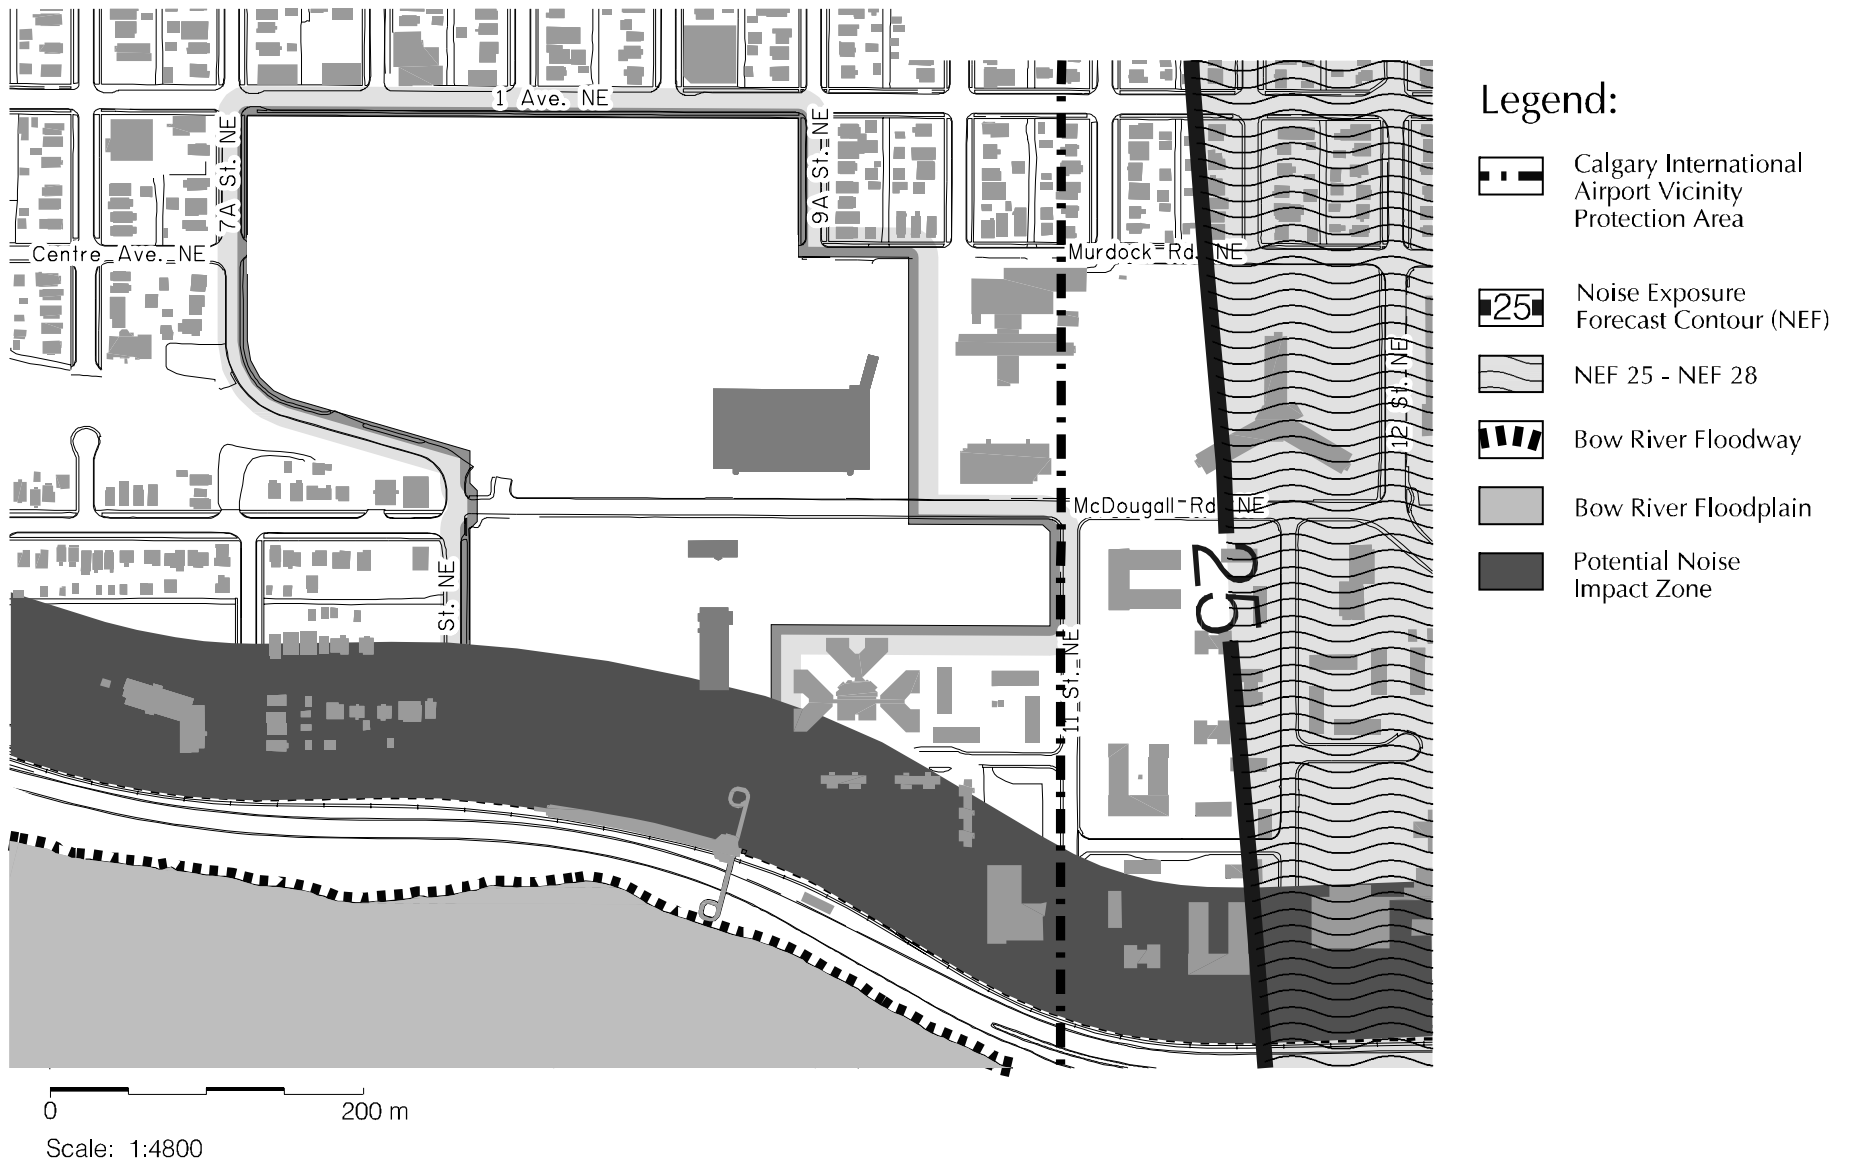 1 Ave. NE
7A St. NE
9A St. NE
Centre Ave. NE
Murdock Rd. NE
12 St. NE
McDougall Rd. NE
25
St. NE
11 St. NE
0
200 m
Scale: 1:4800
Legend:
Calgary International
Airport Vicinity
Protection Area
25
Noise Exposure
Forecast Contour (NEF)
NEF 25 - NEF 28
Bow River Floodway
Bow River Floodplain
Potential Noise
Impact Zone